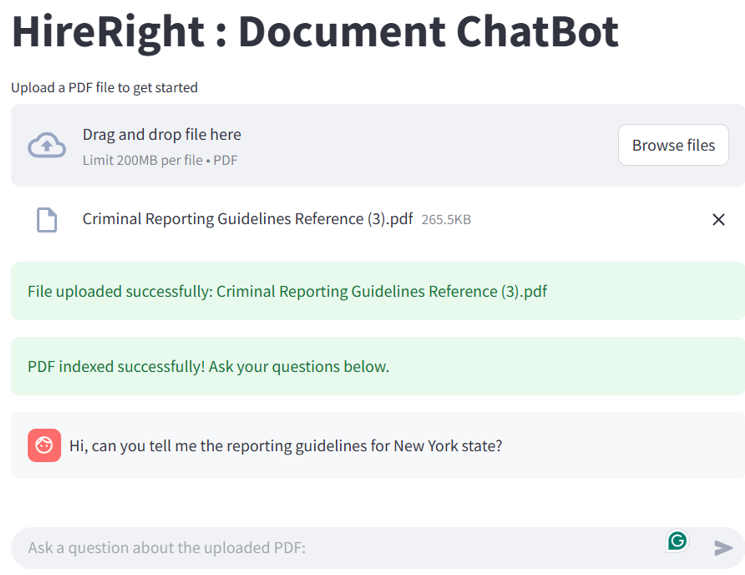 HireRight : Document ChatBot
Upload a PDF file to get started
Drag and drop file here
Limit 200MB per file • PDF
Browse files
Criminal Reporting Guidelines Reference (3).pdf 265.5KB
File uploaded successfully: Criminal Reporting Guidelines Reference (3).pdf
PDF indexed successfully! Ask your questions below.
Hi, can you tell me the reporting guidelines for New York state?
Ask a question about the uploaded PDF: